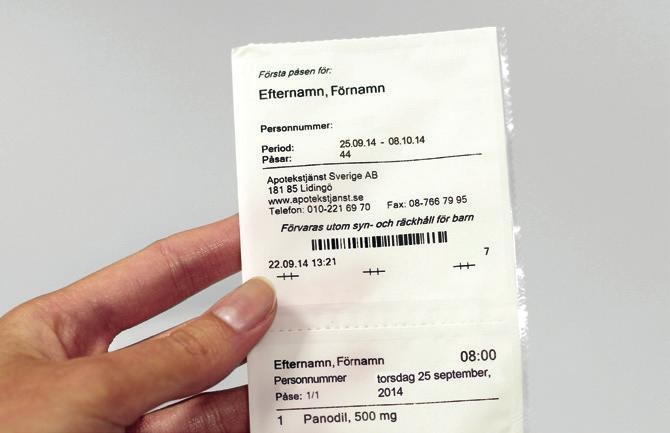 Första påsen för:
Efternamn, Förnamn
Personnummer:
Period: 25.09.14 - 08.10.14
Påsar: 44
Apotekstjänst Sverige AB
181 85 Lidingö
www.apotekstjanst.se
Telefon: 010-221 69 70 Fax: 08-766 79 95
Förvaras utom syn- och räckhåll för barn
22.09.14 13:21 7
Efternamn, Förnamn 08:00
Personnummer torsdag 25 september,
Påse: 1/1 2014
1 Panodil, 500 mg